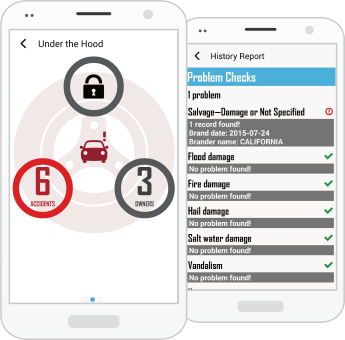 Under the Hood
6
ACCIDENTS
3
OWNERS
History Report
Problem Checks
1 problem
Salvage—Damage or Not Specified
1 record found!
Brand date: 2015-07-24
Brander name: CALIFORNIA
Flood damage
No problem found!
Fire damage
No problem found!
Hail damage
No problem found!
Salt water damage
No problem found!
Vandalism
No problem found!